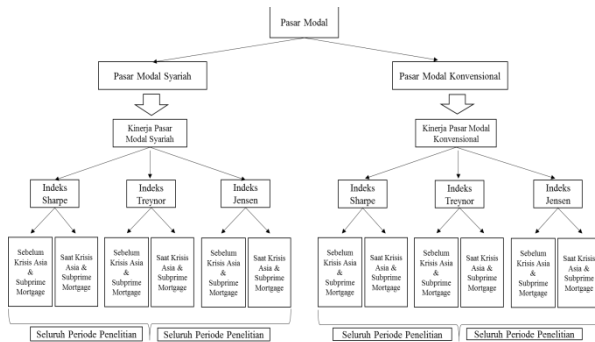 Pasar Modal
Pasar Modal Syariah
Pasar Modal Konvensional
Kinerja Pasar
Modal Syariah
Kinerja Pasar Modal
Konvensional
Indeks
Sharpe
Indeks
Treynor
Indeks
Jensen
Indeks
Sharpe
Indeks
Treynor
Indeks
Jensen
Sebelum
Krisis Asia
&
Subprime
Mortgage
Saat Krisis
Asia &
Subprime
Mortgage
Sebelum
Krisis Asia
&
Subprime
Mortgage
Saat Krisis
Asia &
Subprime
Mortgage
Sebelum
Krisis Asia
&
Subprime
Mortgage
Saat Krisis
Asia &
Subprime
Mortgage
Sebelum
Krisis Asia
&
Subprime
Mortgage
Saat Krisis
Asia &
Subprime
Mortgage
Sebelum
Krisis Asia
&
Subprime
Mortgage
Saat Krisis
Asia &
Subprime
Mortgage
Sebelum
Krisis Asia
&
Subprime
Mortgage
Saat Krisis
Asia &
Subprime
Mortgage
Seluruh Periode Penelitian
Seluruh Periode Penelitian
Seluruh Periode Penelitian
Seluruh Periode Penelitian